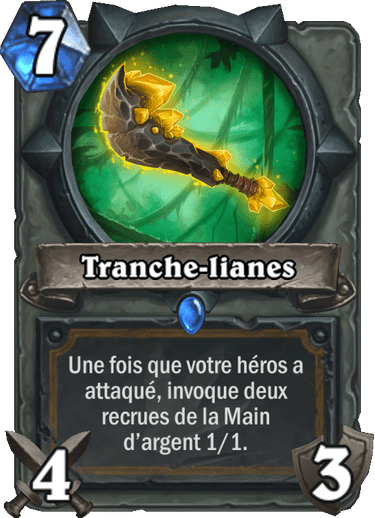 7
Tranche-lianes
Une fois que votre héros a
attaqué, invoque deux
recrues de la Main
d'argent 1/1.
4
3